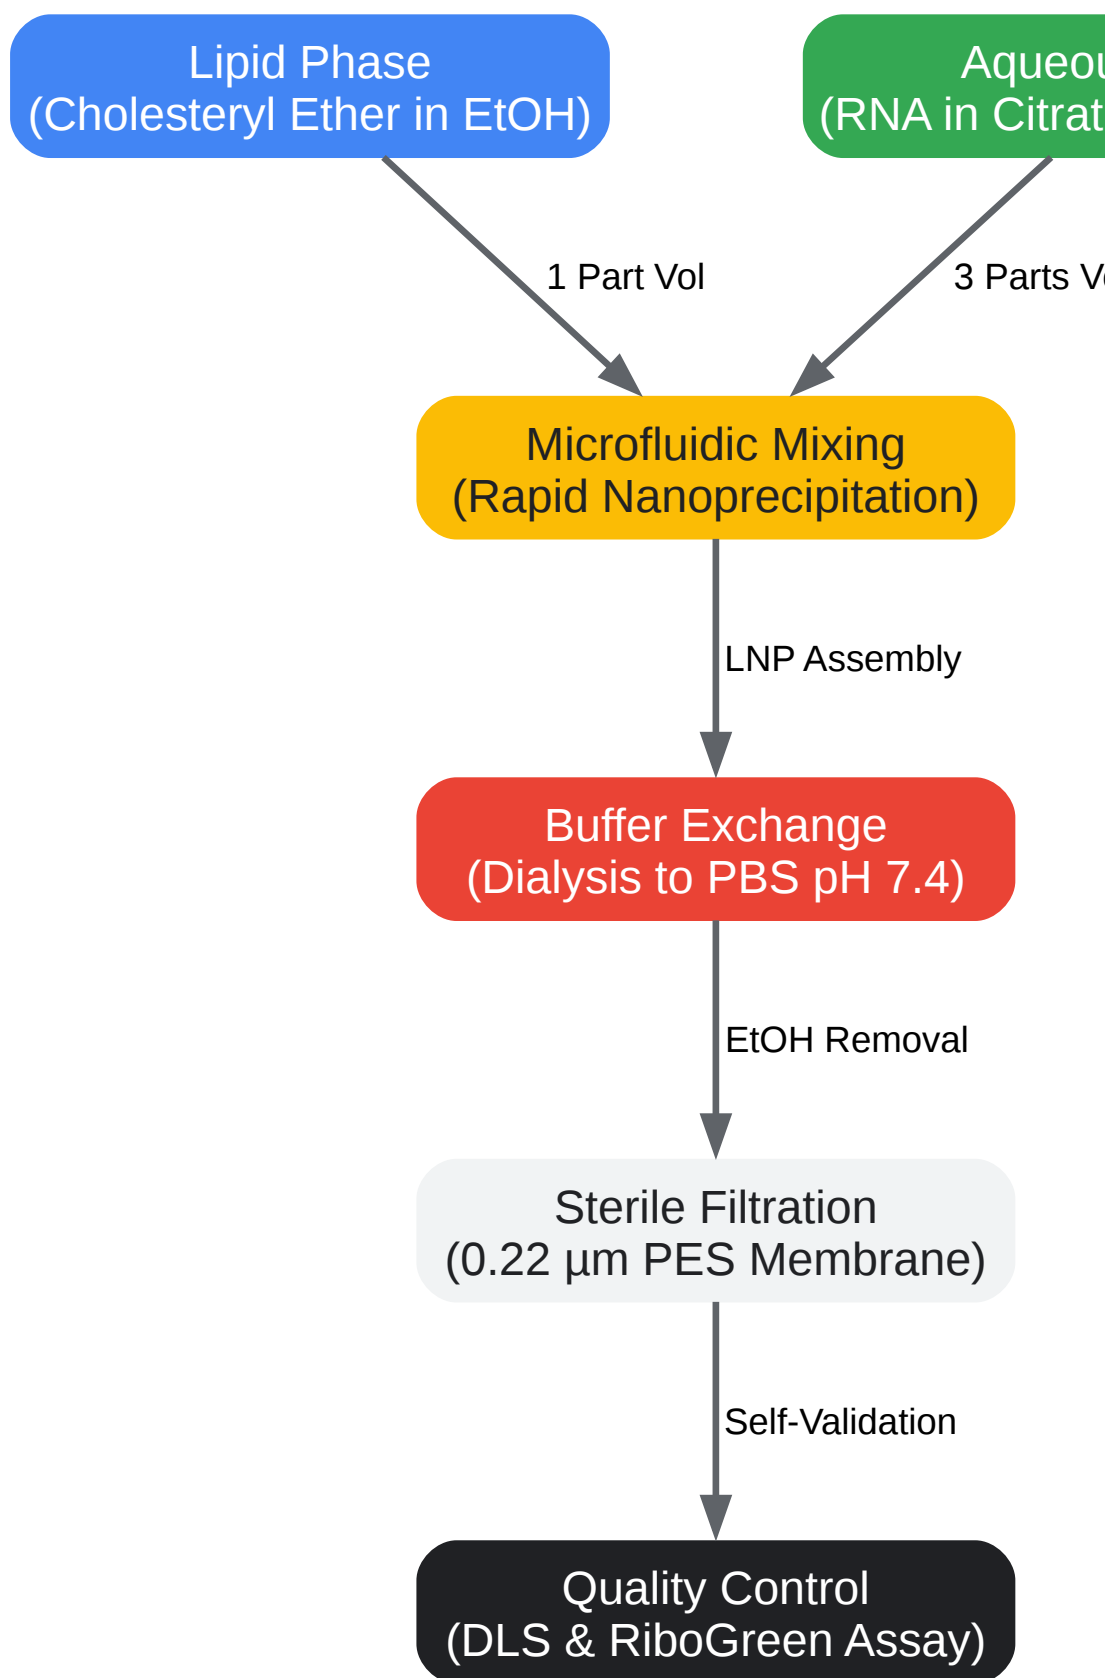 Lipid Phase
(Cholesteryl Ether in EtOH)
(RNA in
1 Part Vol
3 Parts
Microfluidic Mixing
(Rapid Nanoprecipitation)
LNP Assembly
Buffer Exchange
(Dialysis to PBS pH 7.4)
EtOH Removal
Sterile Filtration
(0.22 µm PES Membrane)
Self-Validation
Quality Control
(DLS & RiboGreen Assay)